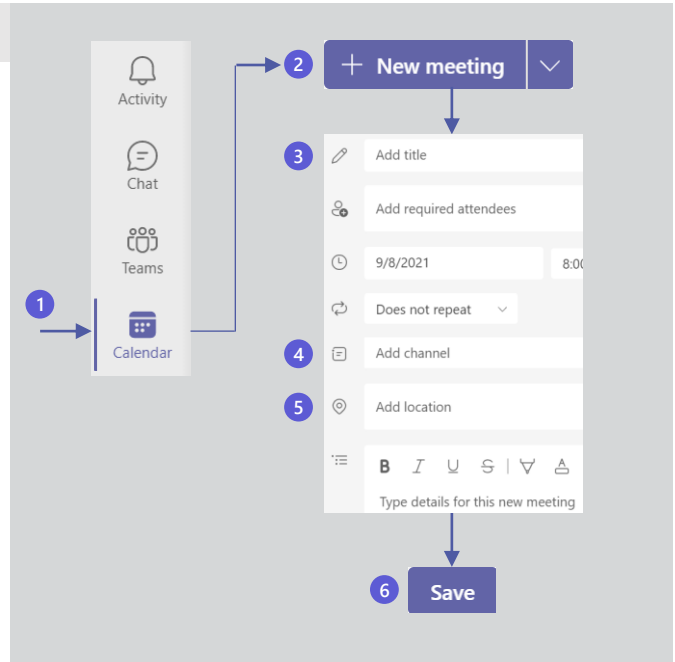 Activity
Chat
Teams
1
Calendar
2 New meeting
3 Add title
Add required attendees
9/8/2021 8:00
Does not repeat
4 Add channel
5 Add location
B I U S A
Type details for this new meeting
6 Save